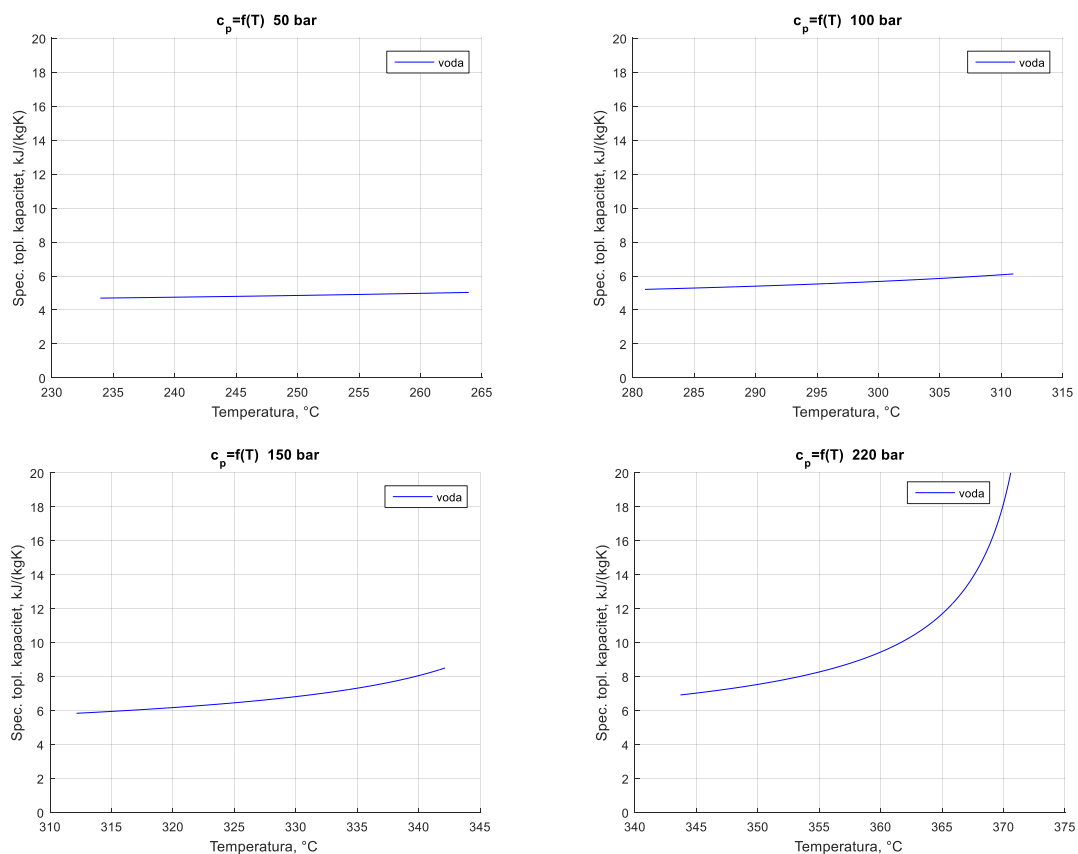 c_p=f(T)  50 bar
voda
20
18
16
14
12
10
8
6
4
2
0
Spec. topl. kapacitet, kJ/(kgK)
230 235 240 245 250 255 260 265
Temperatura, °C
c_p=f(T)  100 bar
voda
20
18
16
14
12
10
8
6
4
2
0
Spec. topl. kapacitet, kJ/(kgK)
280 285 290 295 300 305 310 315
Temperatura, °C
c_p=f(T)  150 bar
voda
20
18
16
14
12
10
8
6
4
2
0
Spec. topl. kapacitet, kJ/(kgK)
310 315 320 325 330 335 340 345
Temperatura, °C
c_p=f(T)  220 bar
voda
20
18
16
14
12
10
8
6
4
2
0
Spec. topl. kapacitet, kJ/(kgK)
340 345 350 355 360 365 370 375
Temperatura, °C